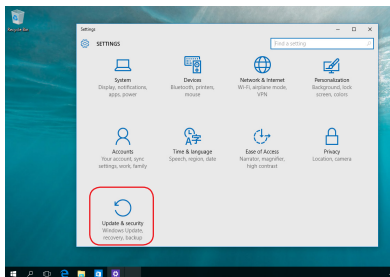 Recycle Bin
Settings
SETTINGS
Find a setting
System
Display, notifications,
apps, power
Devices
Bluetooth, printers,
mouse
Network & Internet
Wi-Fi, airplane mode,
VPN
Personalization
Background, lock
screen, colors
Accounts
Your account, sync
settings, work, family
Time & language
Speech, region, date
Ease of Access
Narrator, magnifier,
high contrast
Privacy
Location, camera
Update & security
Windows Update,
recovery, backup